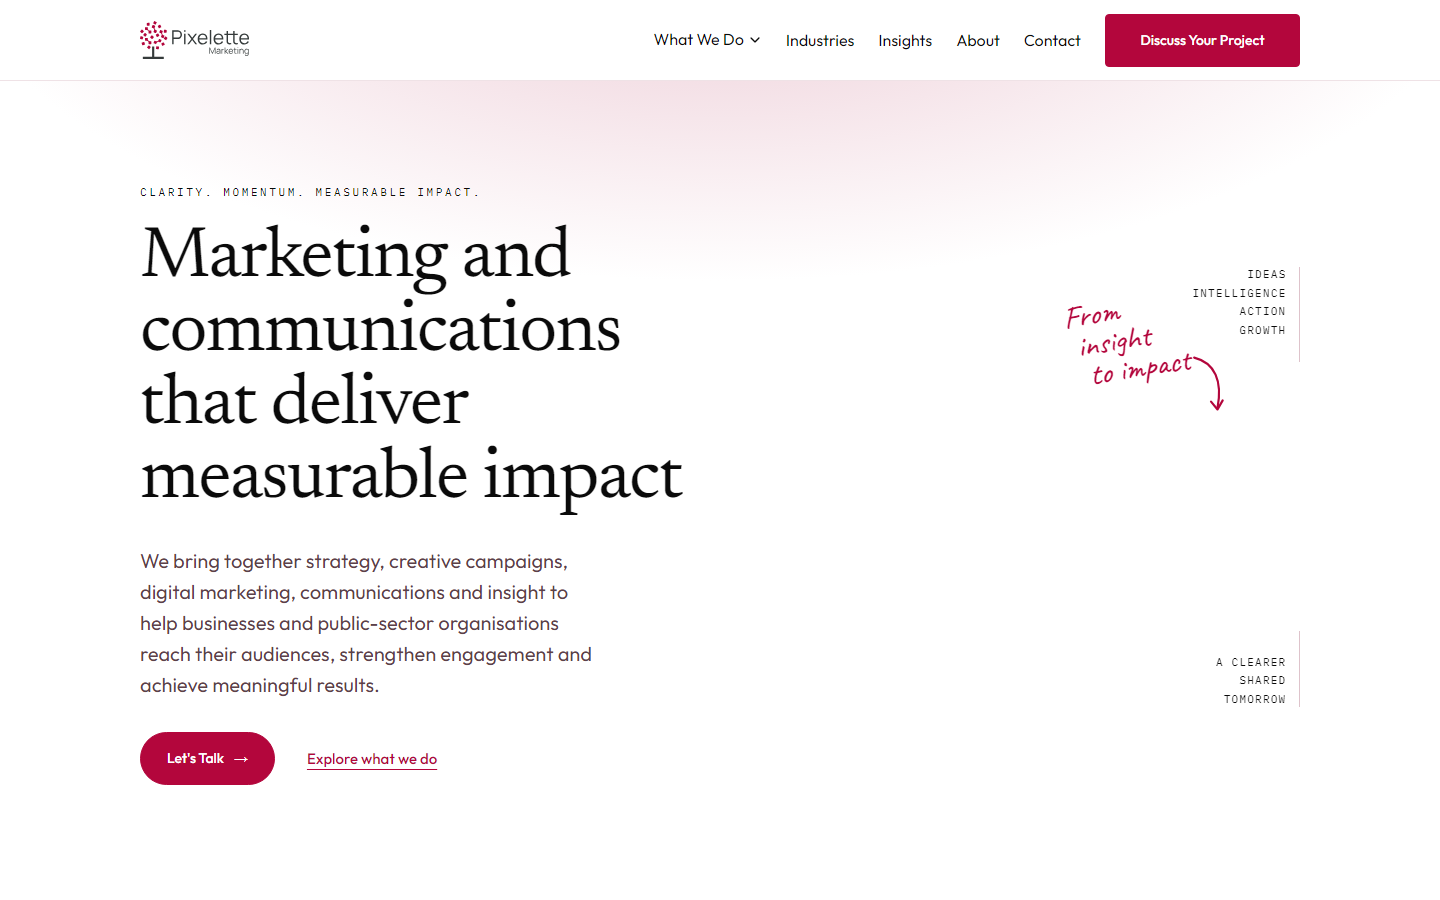 Pixelette
Marketing
What We Do
Industries
Insights
About
Contact
Discuss Your Project
CLARITY. MOMENTUM. MEASURABLE IMPACT.
Marketing and
communications
that deliver
measurable impact
We bring together strategy, creative campaigns,
digital marketing, communications and insight to
help businesses and public-sector organisations
reach their audiences, strengthen engagement and
achieve meaningful results.
Let's Talk →
Explore what we do
From
insight
to impact
IDEAS
INTELLIGENCE
ACTION
GROWTH
A CLEARER
SHARED
TOMORROW